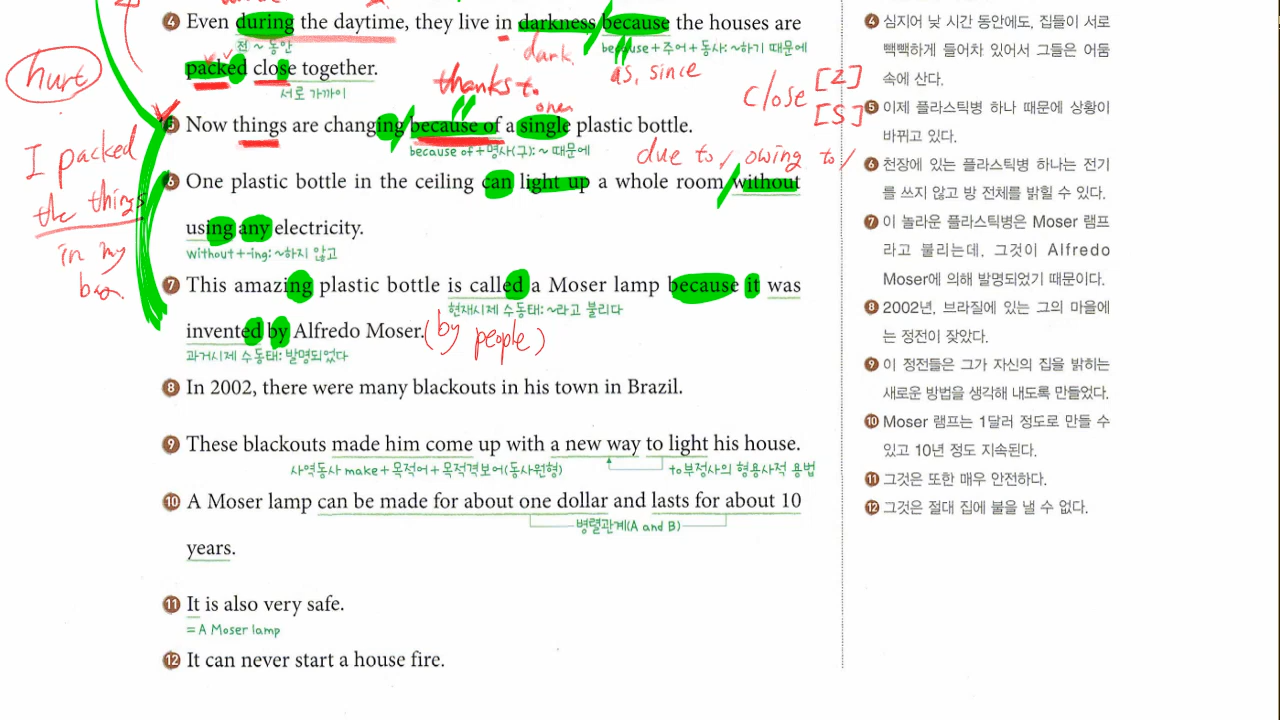 ④ Even during the daytime, they live in darkness because the houses are
전 ~ 동안
dark.
because+주어+동사: ~하기 때문에
as, since
packed close together.
서로 가까이
hurt
thanks to
close [z]
[s]
one
⑤ Now things are changing because of a single plastic bottle.
because of+명사(구): ~ 때문에
due to / owing to /
I packed
the things
in my
⑥ One plastic bottle in the ceiling can light up a whole room without
using any electricity.
without+-ing: ~하지 않고
⑦ This amazing plastic bottle is called a Moser lamp because it was
현재시제 수동태: ~라고 불리다
invented by Alfredo Moser. (by people)
과거시제 수동태: 발명되었다
⑧ In 2002, there were many blackouts in his town in Brazil.
⑨ These blackouts made him come up with a new way to light his house.
사역동사 make+목적어+목적격보어(동사원형)
to부정사의 형용사적 용법
⑩ A Moser lamp can be made for about one dollar and lasts for about 10
병렬관계(A and B)
years.
⑪ It is also very safe.
= A Moser lamp
⑫ It can never start a house fire.
④ 심지어 낮 시간 동안에도, 집들이 서로
빽빽하게 들어차 있어서 그들은 어둠
속에 산다.
⑤ 이제 플라스틱병 하나 때문에 상황이
바뀌고 있다.
⑥ 천장에 있는 플라스틱병 하나는 전기
를 쓰지 않고 방 전체를 밝힐 수 있다.
⑦ 이 놀라운 플라스틱병은 Moser 램프
라고 불리는데, 그것이 Alfredo
Moser에 의해 발명되었기 때문이다.
⑧ 2002년, 브라질에 있는 그의 마을에
는 정전이 잦았다.
⑨ 이 정전들은 그가 자신의 집을 밝히는
새로운 방법을 생각해 내도록 만들었다.
⑩ Moser 램프는 1달러 정도로 만들 수
있고 10년 정도 지속된다.
⑪ 그것은 또한 매우 안전하다.
⑫ 그것은 절대 집에 불을 낼 수 없다.